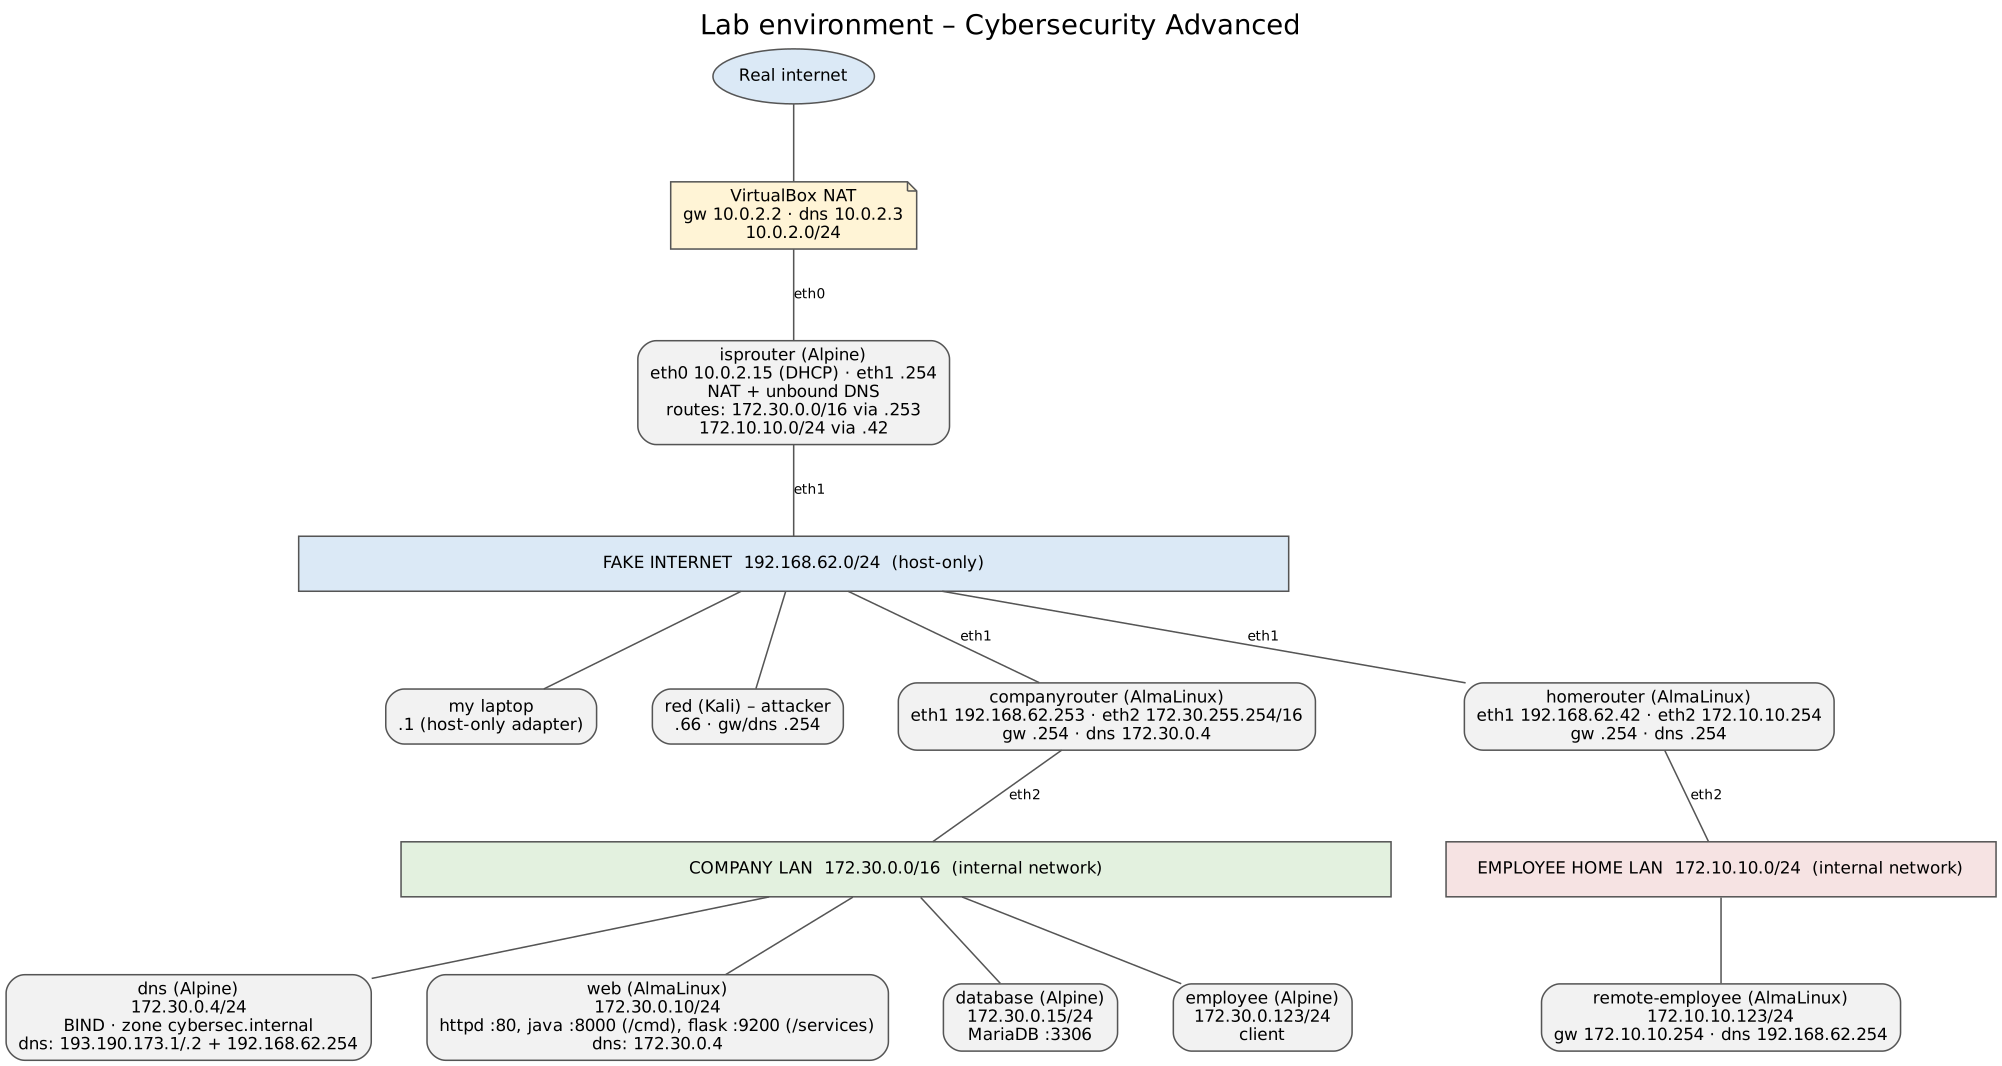 Lab environment – Cybersecurity Advanced
Real internet
VirtualBox NAT
gw 10.0.2.2 · dns 10.0.2.3
10.0.2.0/24
eth0
isprouter (Alpine)
eth0 10.0.2.15 (DHCP) · eth1 .254
NAT + unbound DNS
routes: 172.30.0.0/16 via .253
172.10.10.0/24 via .42
eth1
FAKE INTERNET  192.168.62.0/24  (host-only)
eth1
eth1
my laptop
.1 (host-only adapter)
red (Kali) – attacker
.66 · gw/dns .254
companyrouter (AlmaLinux)
eth1 192.168.62.253 · eth2 172.30.255.254/16
gw .254 · dns 172.30.0.4
homerouter (AlmaLinux)
eth1 192.168.62.42 · eth2 172.10.10.254
gw .254 · dns .254
eth2
eth2
COMPANY LAN  172.30.0.0/16  (internal network)
EMPLOYEE HOME LAN  172.10.10.0/24  (internal network)
dns (Alpine)
172.30.0.4/24
BIND · zone cybersec.internal
dns: 193.190.173.1/.2 + 192.168.62.254
web (AlmaLinux)
172.30.0.10/24
httpd :80, java :8000 (/cmd), flask :9200 (/services)
dns: 172.30.0.4
database (Alpine)
172.30.0.15/24
MariaDB :3306
employee (Alpine)
172.30.0.123/24
client
remote-employee (AlmaLinux)
172.10.10.123/24
gw 172.10.10.254 · dns 192.168.62.254